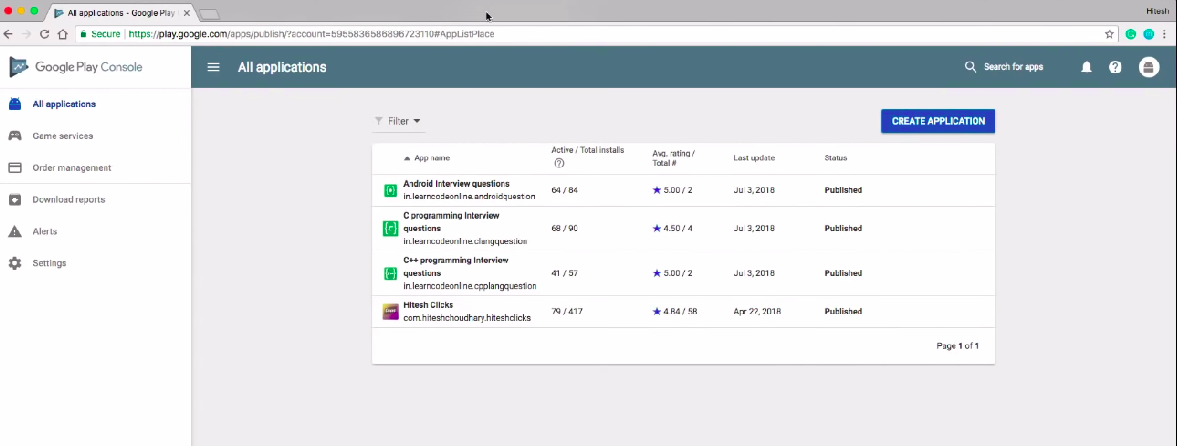 All applications - Google Play
Hitesh
Secure https://play.google.com/apps/publish/?account=6955836586896723110#AppListPlace
Google Play Console
All applications
Search for apps
All applications
Game services
Order management
Download reports
Alerts
Settings
Filter
CREATE APPLICATION
App name
Active / Total installs
Avg. rating /
Total #
Last update
Status
Android Interview questions
in.learncodeonline.androidquestion
64 / 84
5.00 / 2
Jul 3, 2018
Published
C programming Interview
questions
in.learncodeonline.clangquestion
68 / 90
4.50 / 4
Jul 3, 2018
Published
C++ programming Interview
questions
in.learncodeonline.cpplangquestion
41 / 57
5.00 / 2
Jul 3, 2018
Published
Hitesh Clicks
com.hiteshchoudhary.hiteshclicks
79 / 417
4.84 / 58
Apr 22, 2018
Published
Page 1 of 1